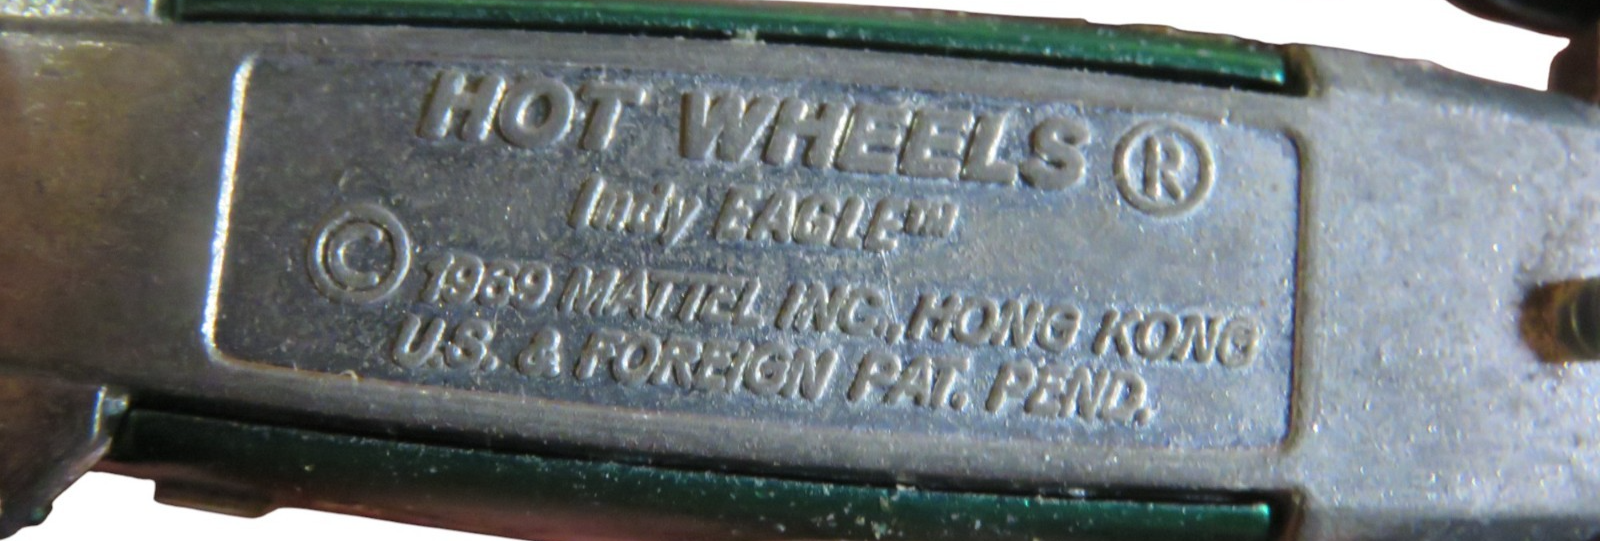 HOT WHEELS®
Indy EAGLE™
© 1969 MATTEL INC., HONG KONG
U.S. & FOREIGN PAT. PEND.